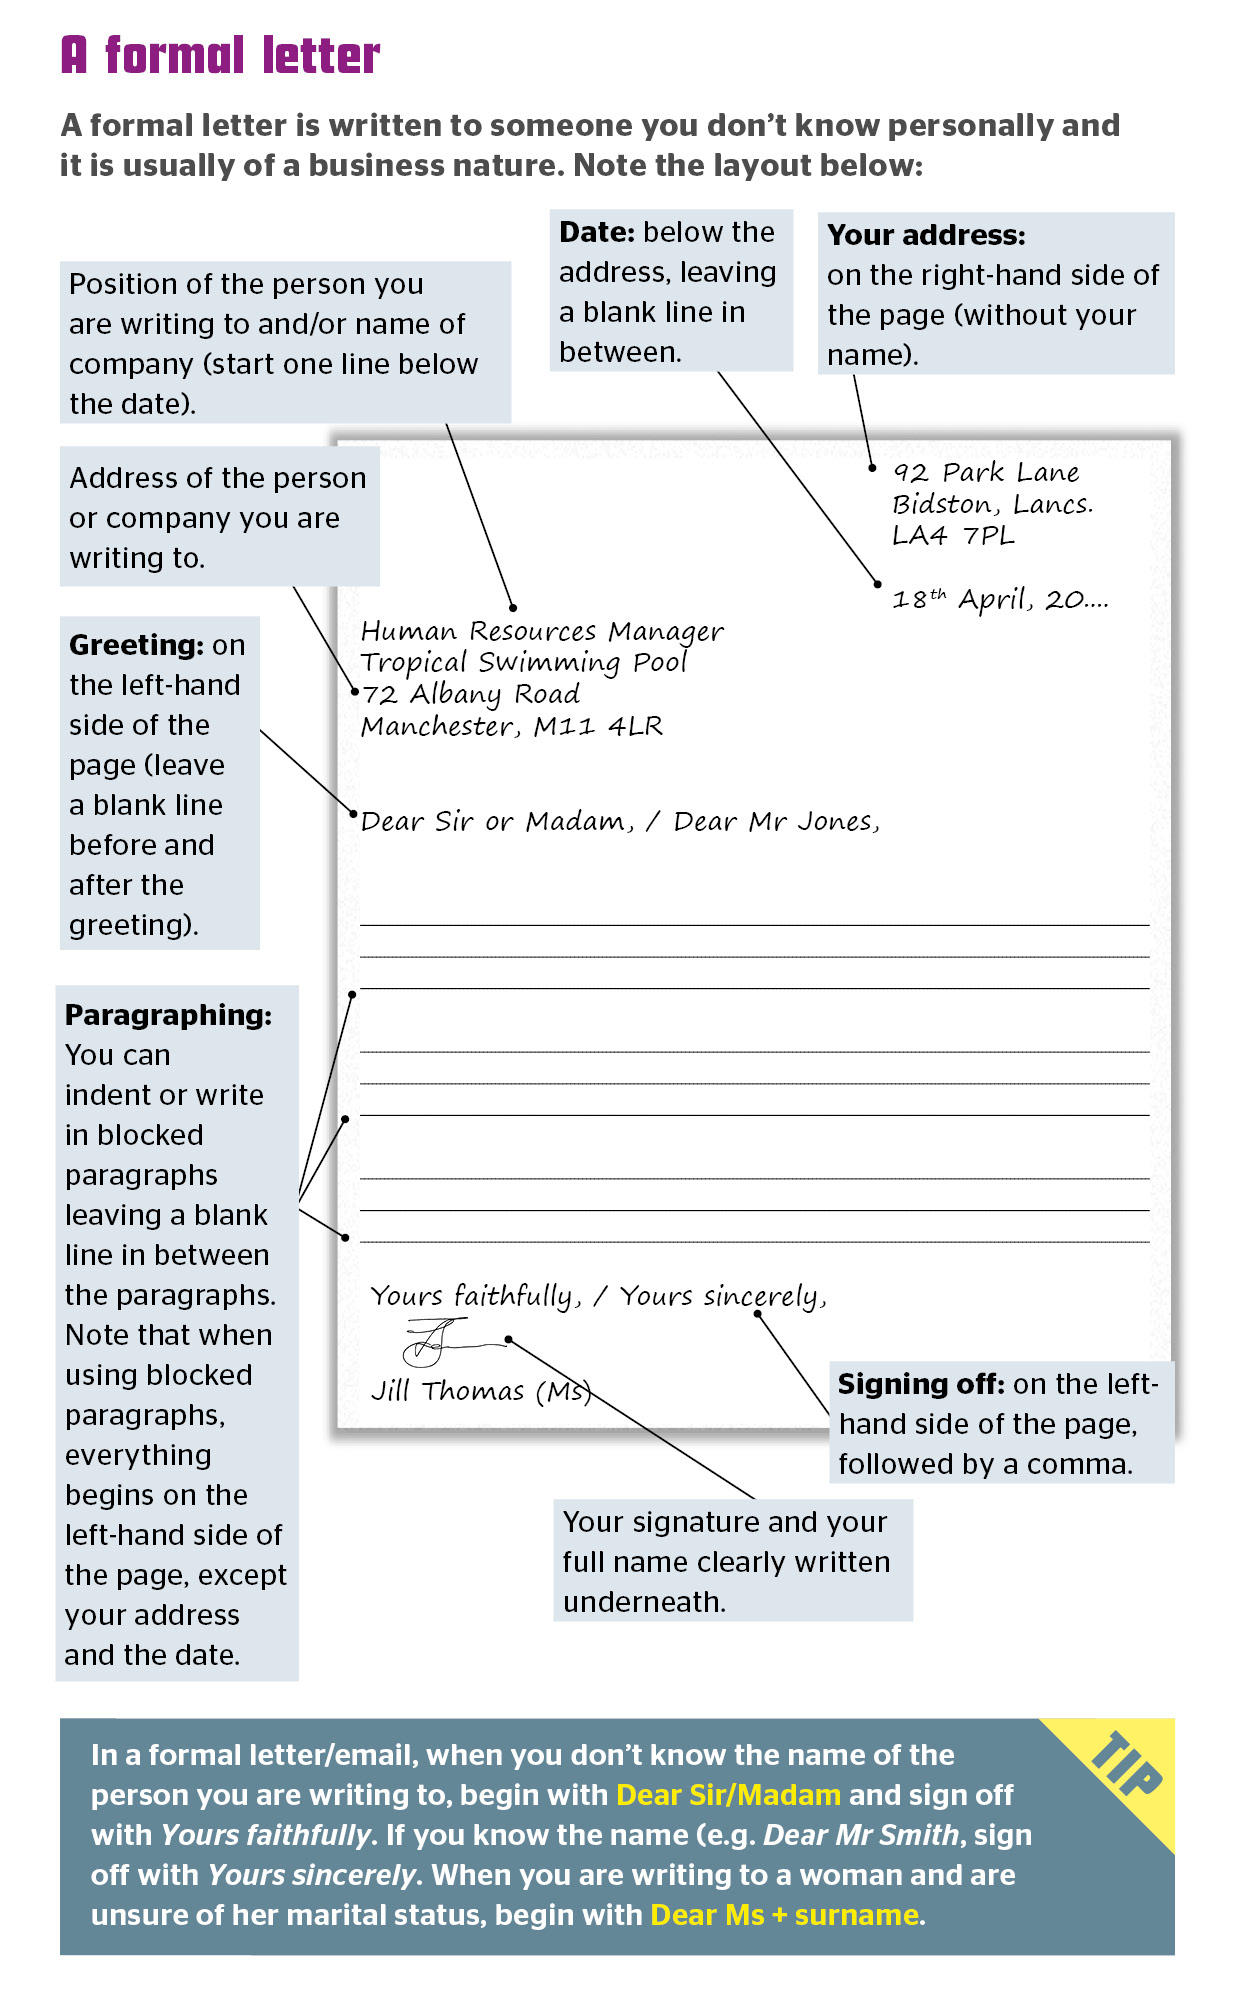 A formal letter
A formal letter is written to someone you don't know personally and
it is usually of a business nature. Note the layout below:
Position of the person you
are writing to and/or name of
company (start one line below
the date).
Date: below the
address, leaving
a blank line in
between.
Your address:
on the right-hand side of
the page (without your
name).
Address of the person
or company you are
writing to.
Greeting: on
the left-hand
side of the
page (leave
a blank line
before and
after the
greeting).
Paragraphing:
You can
indent or write
in blocked
paragraphs
leaving a blank
line in between
the paragraphs.
Note that when
using blocked
paragraphs,
everything
begins on the
left-hand side of
the page, except
your address
and the date.
92 Park Lane
Bidston, Lancs.
LA4 7PL
18th April, 20....
Human Resources Manager
Tropical Swimming Pool
72 Albany Road
Manchester, M11 4LR
Dear Sir or Madam, / Dear Mr Jones,
Yours faithfully, / Yours sincerely,
Jill Thomas (Ms)
Signing off: on the left-
hand side of the page,
followed by a comma.
Your signature and your
full name clearly written
underneath.
TIP
In a formal letter/email, when you don't know the name of the
person you are writing to, begin with Dear Sir/Madam and sign off
with Yours faithfully. If you know the name (e.g. Dear Mr Smith, sign
off with Yours sincerely. When you are writing to a woman and are
unsure of her marital status, begin with Dear Ms + surname.